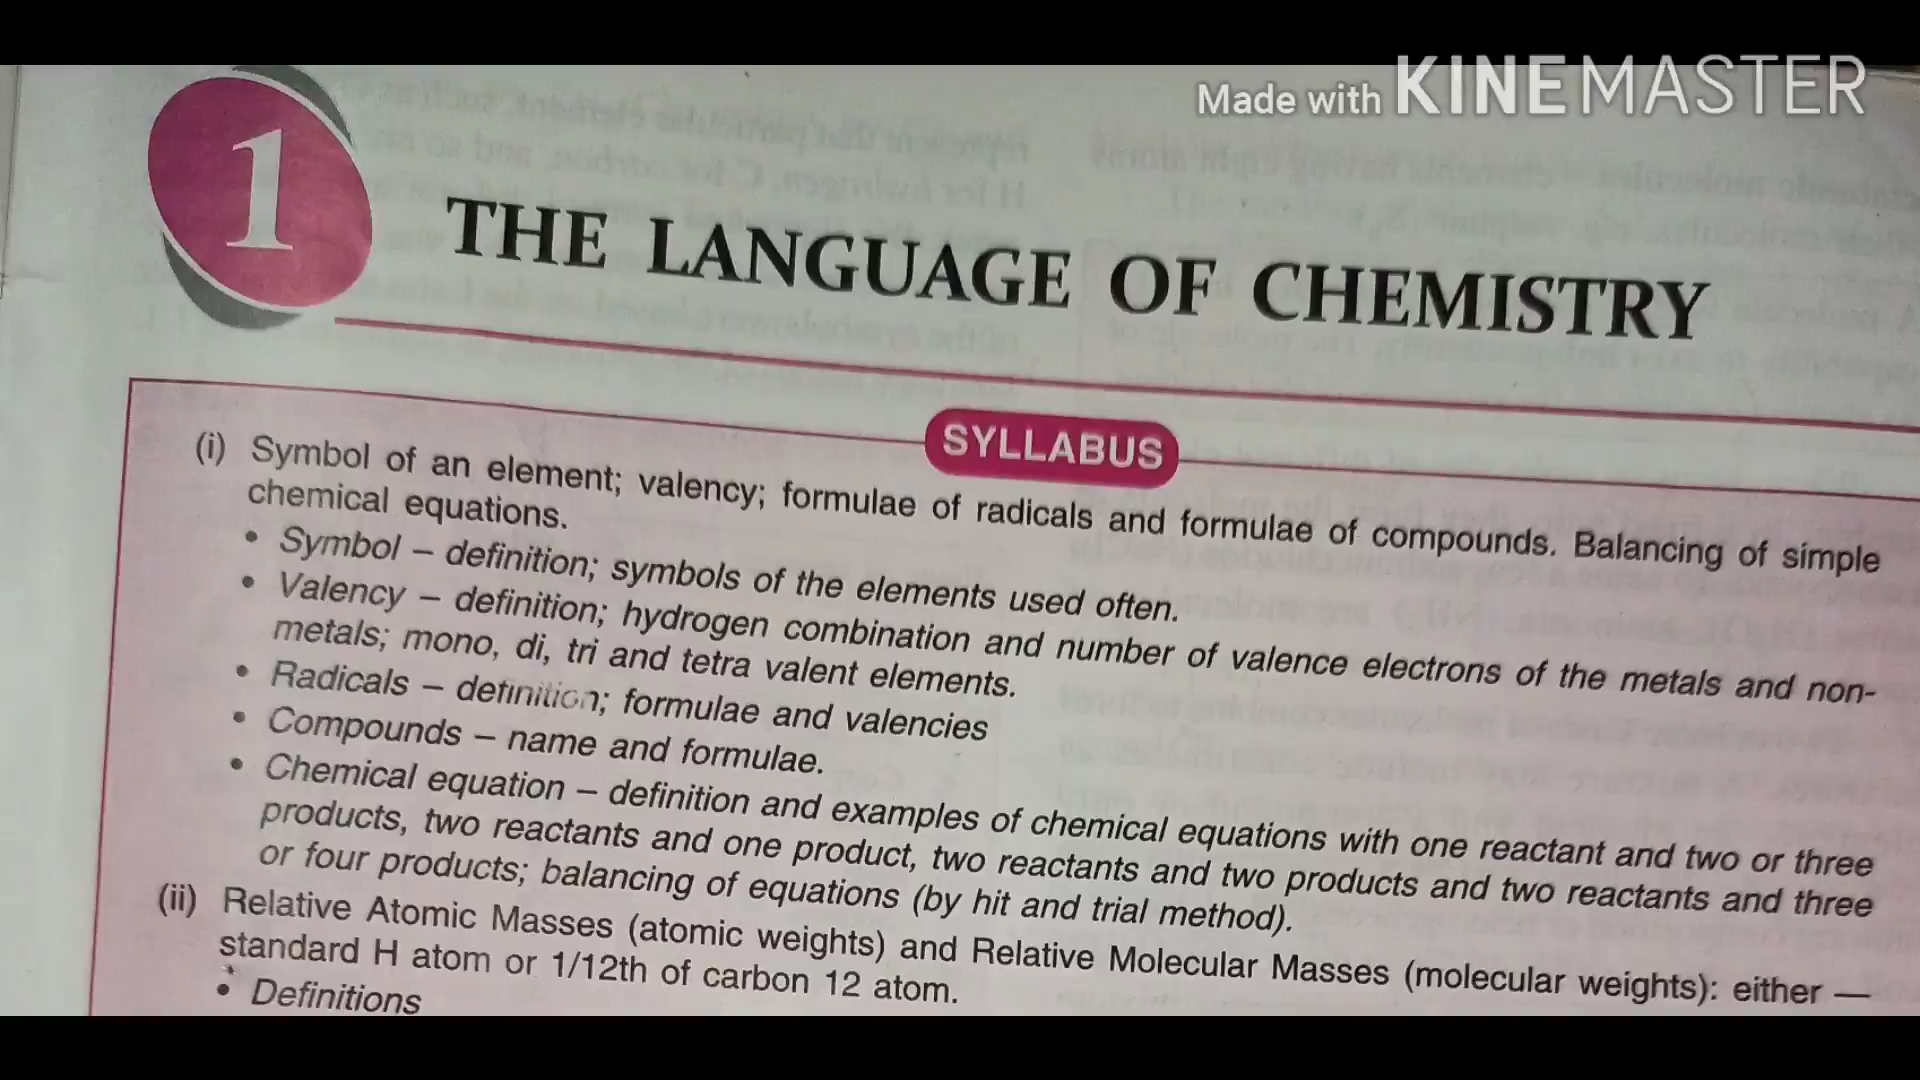 Made with KINEMASTER
1
THE LANGUAGE OF CHEMISTRY
SYLLABUS
(i) Symbol of an element; valency; formulae of radicals and formulae of compounds. Balancing of simple
chemical equations.
• Symbol – definition; symbols of the elements used often.
• Valency – definition; hydrogen combination and number of valence electrons of the metals and non-
metals; mono, di, tri and tetra valent elements.
• Radicals – definition; formulae and valencies
• Compounds – name and formulae.
• Chemical equation – definition and examples of chemical equations with one reactant and two or three
products, two reactants and one product, two reactants and two products and two reactants and three
or four products; balancing of equations (by hit and trial method).
(ii) Relative Atomic Masses (atomic weights) and Relative Molecular Masses (molecular weights): either —
standard H atom or 1/12th of carbon 12 atom.
• Definitions